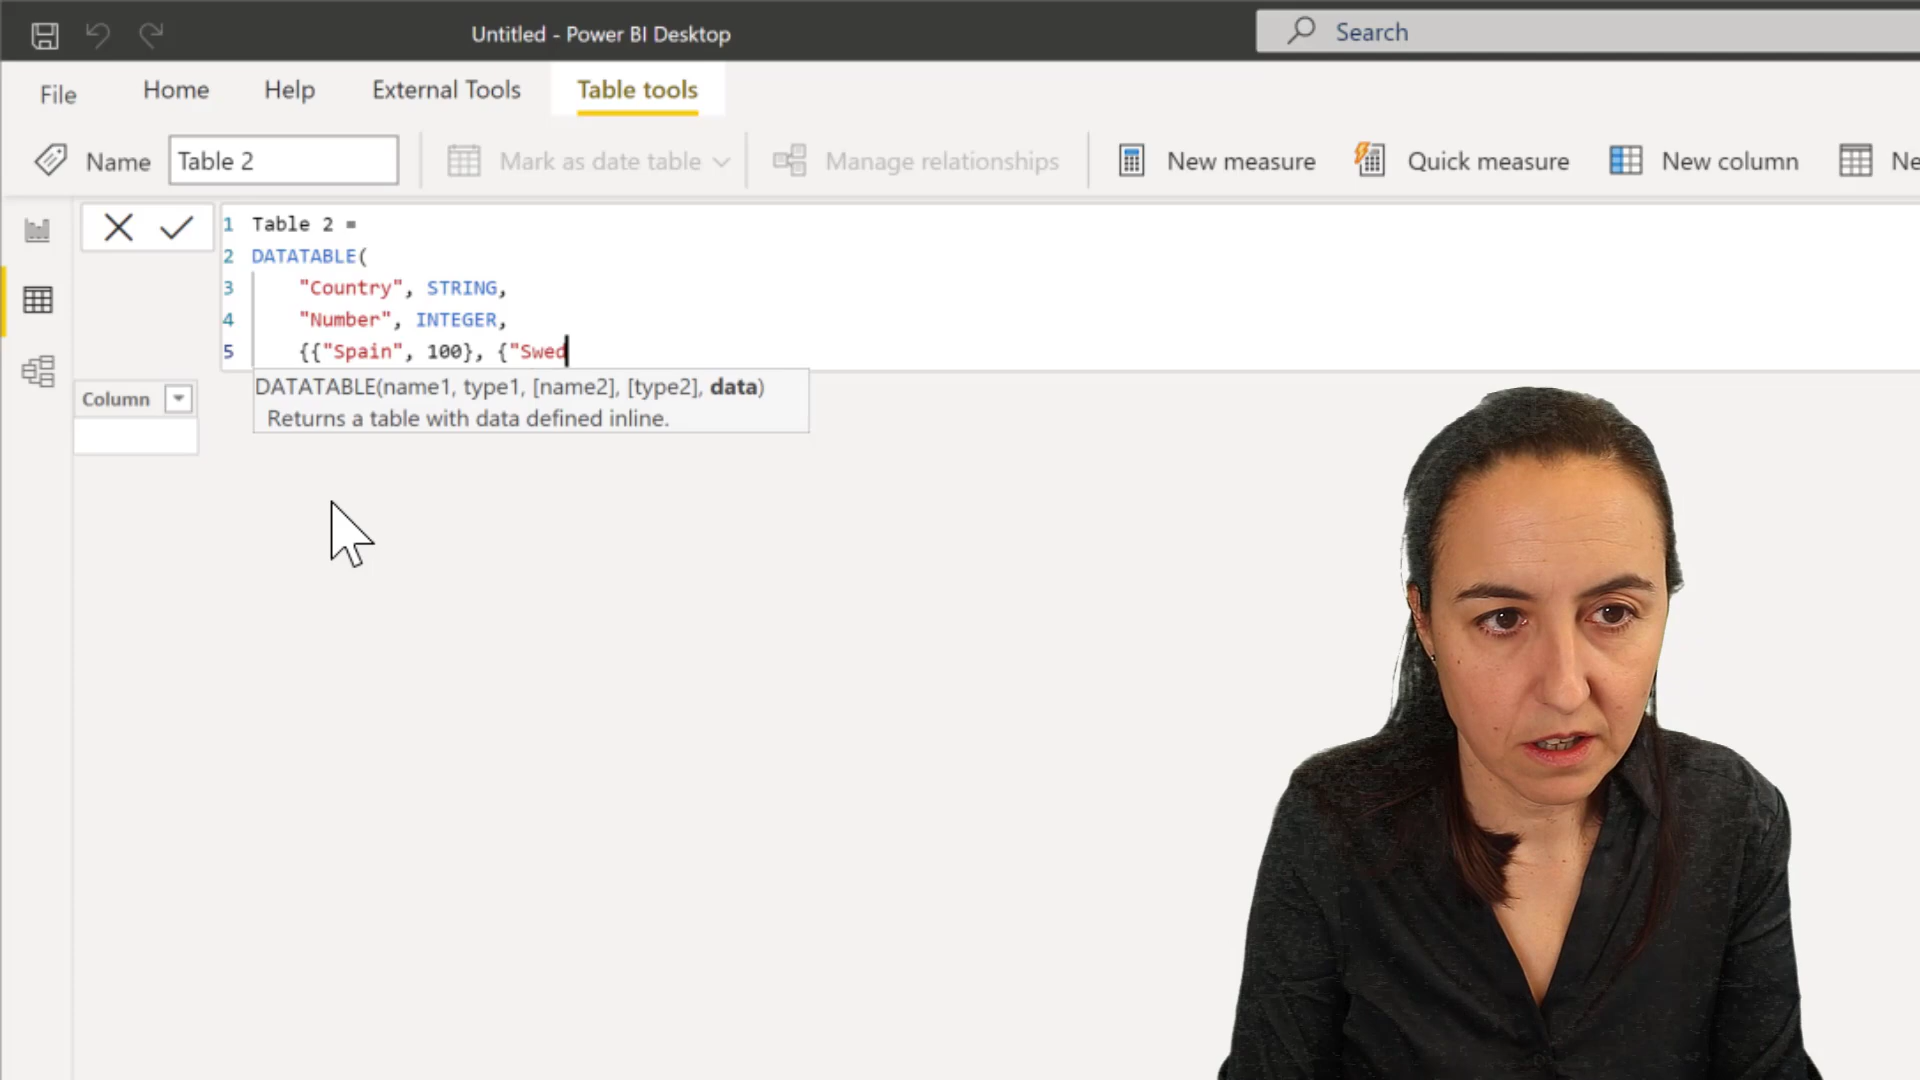 Untitled - Power BI Desktop
Search
File Home Help External Tools Table tools
Name Table 2 Mark as date table Manage relationships New measure Quick measure New column Ne
1 Table 2 =
2 DATATABLE(
3 "Country", STRING,
4 "Number", INTEGER,
5 {{"Spain", 100}, {"Swed
DATATABLE(name1, type1, [name2], [type2], data)
Returns a table with data defined inline.
Column